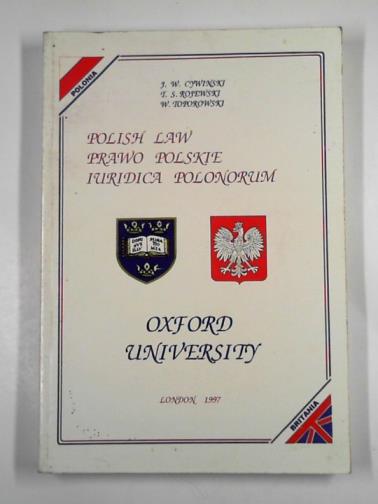 POLONIA
J. W. CYWINSKI
T. S. ROJEWSKI
W. TOPOROWSKI
POLISH LAW
PRAWO POLSKIE
IURIDICA POLONORUM
OXFORD
UNIVERSITY
LONDON 1997
BRITANIA